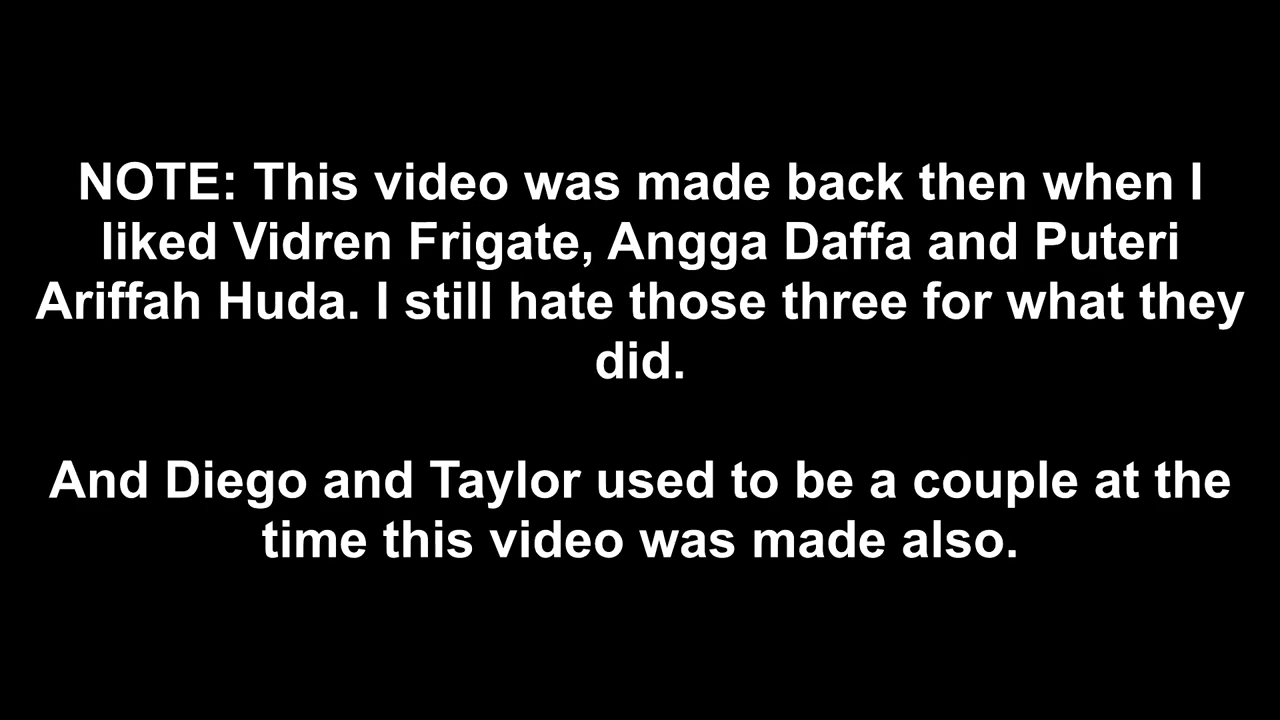 NOTE: This video was made back then when I
liked Vidren Frigate, Angga Daffa and Puteri
Ariffah Huda. I still hate those three for what they
did.
And Diego and Taylor used to be a couple at the
time this video was made also.